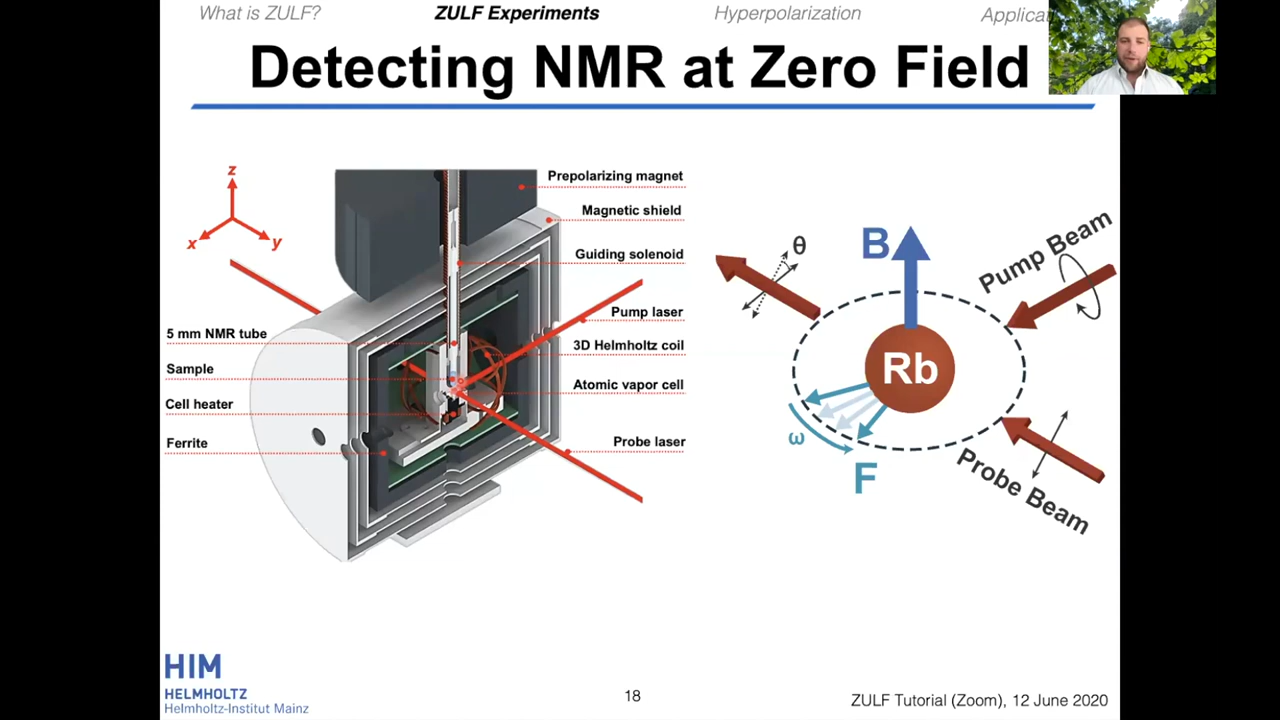 What is ZULF?
ZULF Experiments
Hyperpolarization
Detecting NMR at Zero Field
z
x
y
Prepolarizing magnet
Magnetic shield
Guiding solenoid
Pump laser
3D Helmholtz coil
Atomic vapor cell
Probe laser
5 mm NMR tube
Sample
Cell heater
Ferrite
θ
B
Pump Beam
Rb
ω
F
Probe Beam
HIM
HELMHOLTZ
Helmholtz-Institut Mainz
18
ZULF Tutorial (Zoom), 12 June 2020